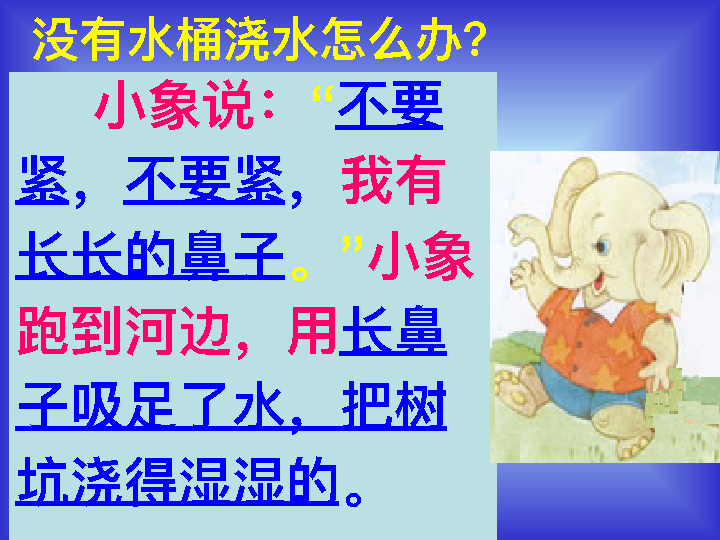 没有水桶浇水怎么办?
小象说：“不要
紧，不要紧，我有
长长的鼻子。”小象
跑到河边，用长鼻
子吸足了水，把树
坑浇得湿湿的。